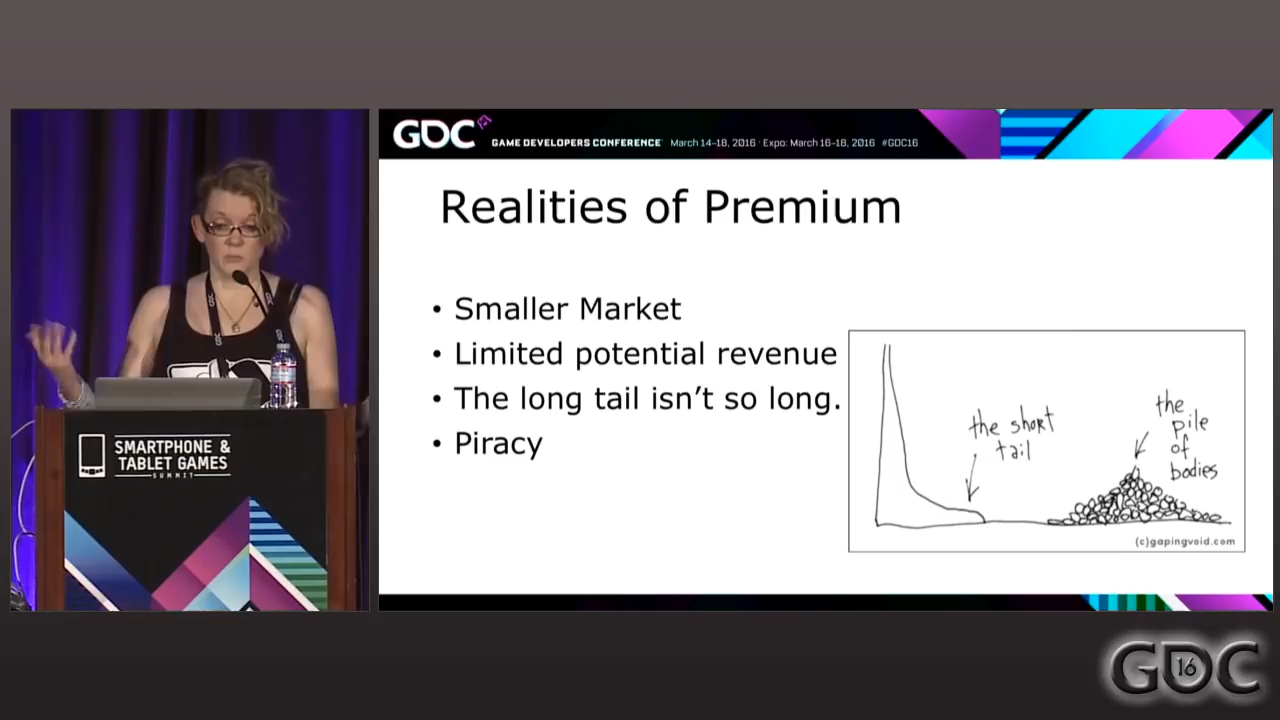 GDC
GAME DEVELOPERS CONFERENCE March 14–18, 2016 · Expo: March 16–18, 2016 #GDC16
Realities of Premium
• Smaller Market
• Limited potential revenue
• The long tail isn't so long.
• Piracy
the short
tail
the
pile
of
bodies
(c)gapingvoid.com
SMARTPHONE &
TABLET GAMES
SUMMIT
GDC
16